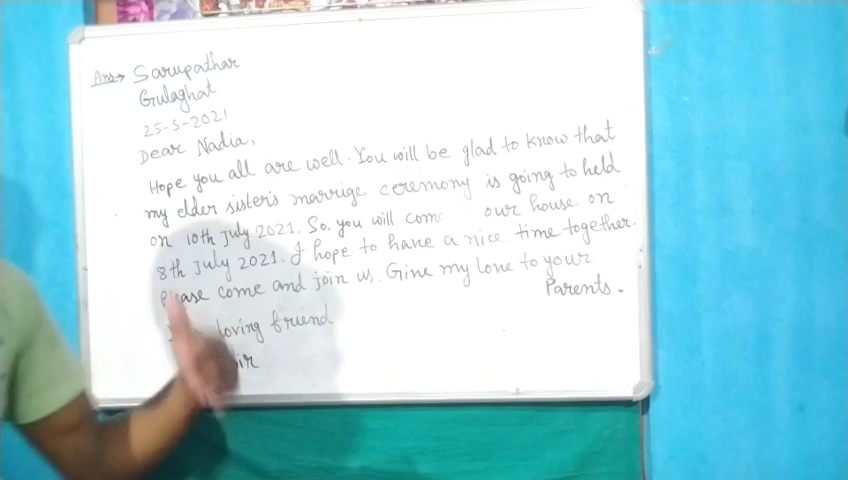 Ans→ Sarupathar
Gulaghat
25-5-2021
Dear Nadia,
Hope you all are well. You will be glad to know that
my elder sister's marrige ceremony is going to held
on 10th July 2021. So, you will come our house on
8th July 2021. I hope to have a nice time together.
Please come and join us. Give my love to your
Parents.
loving friend